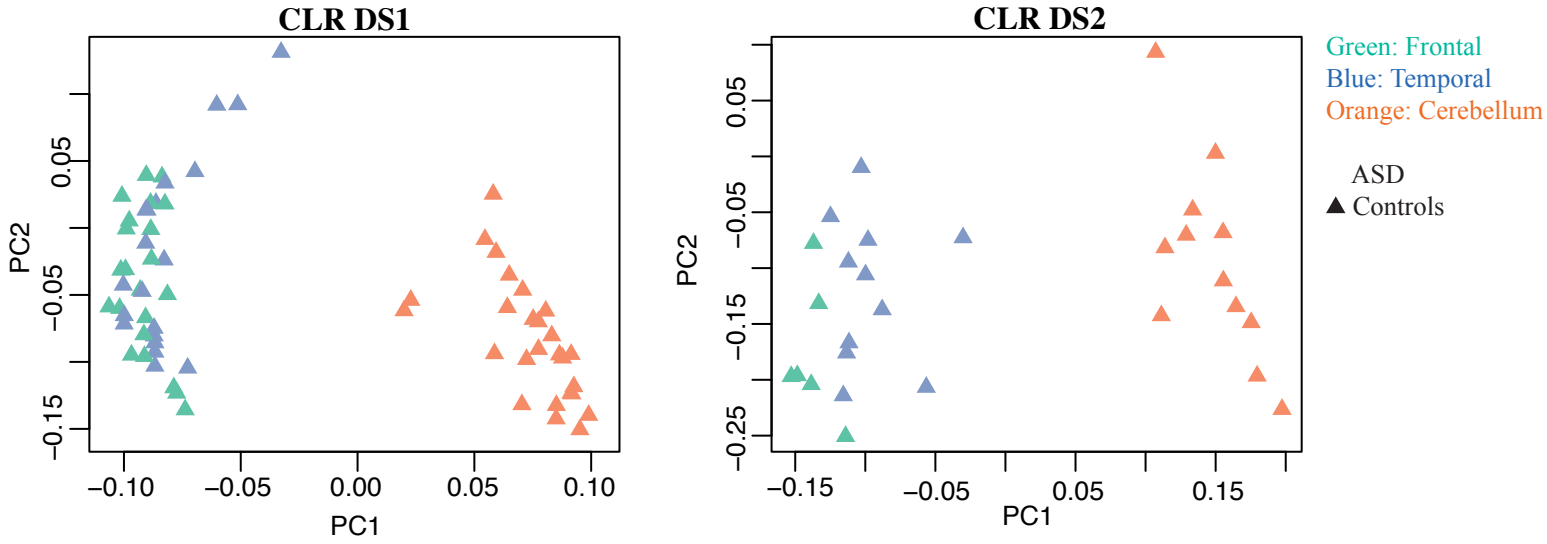 CLR DS1
CLR DS2
Green: Frontal
Blue: Temporal
Orange: Cerebellum
ASD
Controls
PC2
0.05
−0.05
−0.15
−0.10
−0.05
0.00
0.05
0.10
PC1
PC2
0.05
−0.05
−0.15
−0.25
−0.15
−0.05
0.05
0.15
PC1